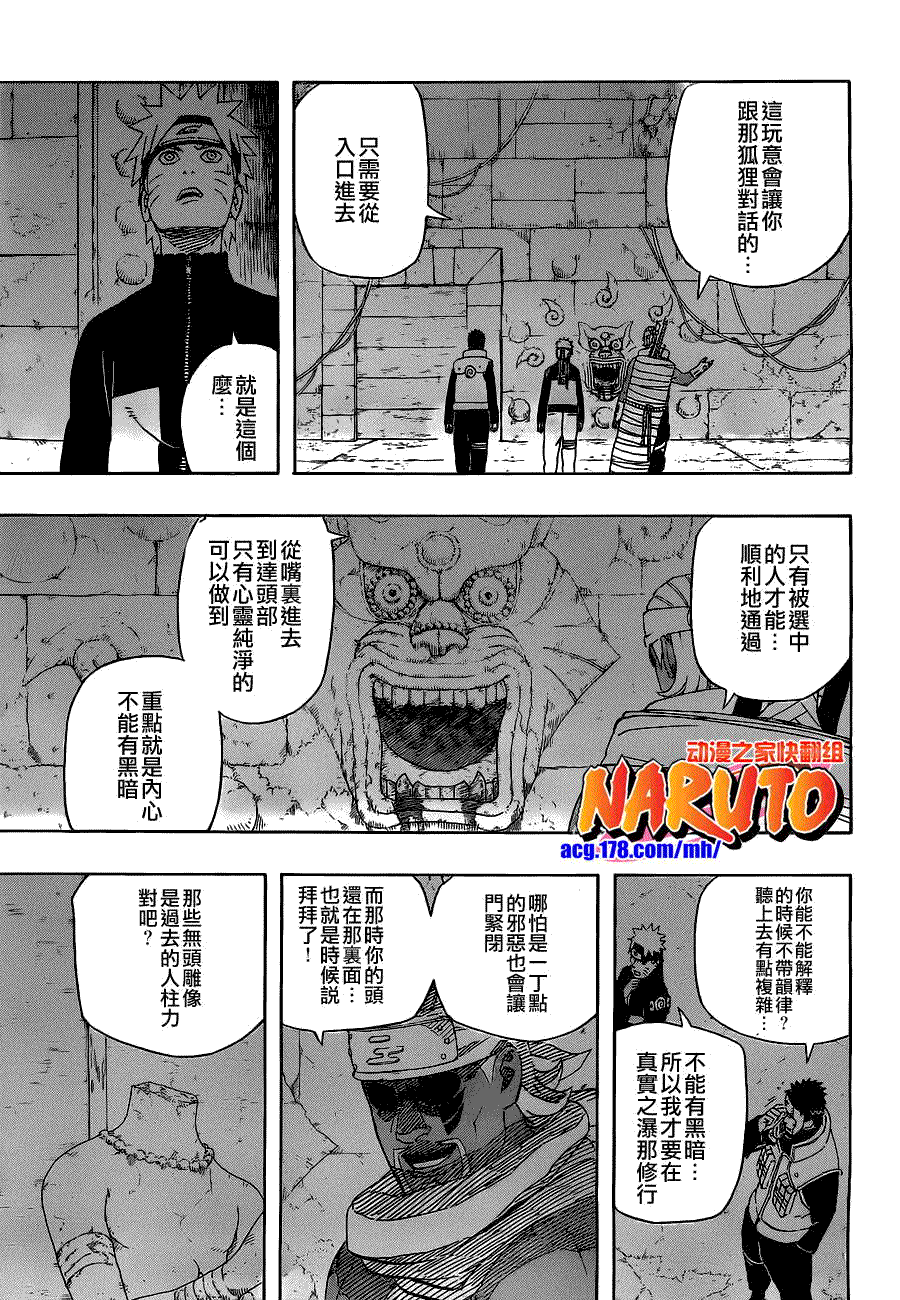 這玩意會讓你
跟那狐狸對話的…
只需要從
入口進去
就是這個
麼…
只有被選中
的人才能…
順利地通過
從嘴裏進去
到達頭部
只有心靈純淨的
可以做到
重點就是內心
不能有黑暗
动漫之家快翻组
NARUTO
acg.178.com/mh/
你能不能解釋
的時候不帶韻律?
聽上去有點複雜…
不能有黑暗…
所以我才要在
真實之瀑那修行
哪怕是一丁點
的邪惡也會讓
門緊閉
而那時你的頭
還在那裏面…
也就是時候說
拜拜了!
那些無頭雕像
是過去的人柱力
對吧?